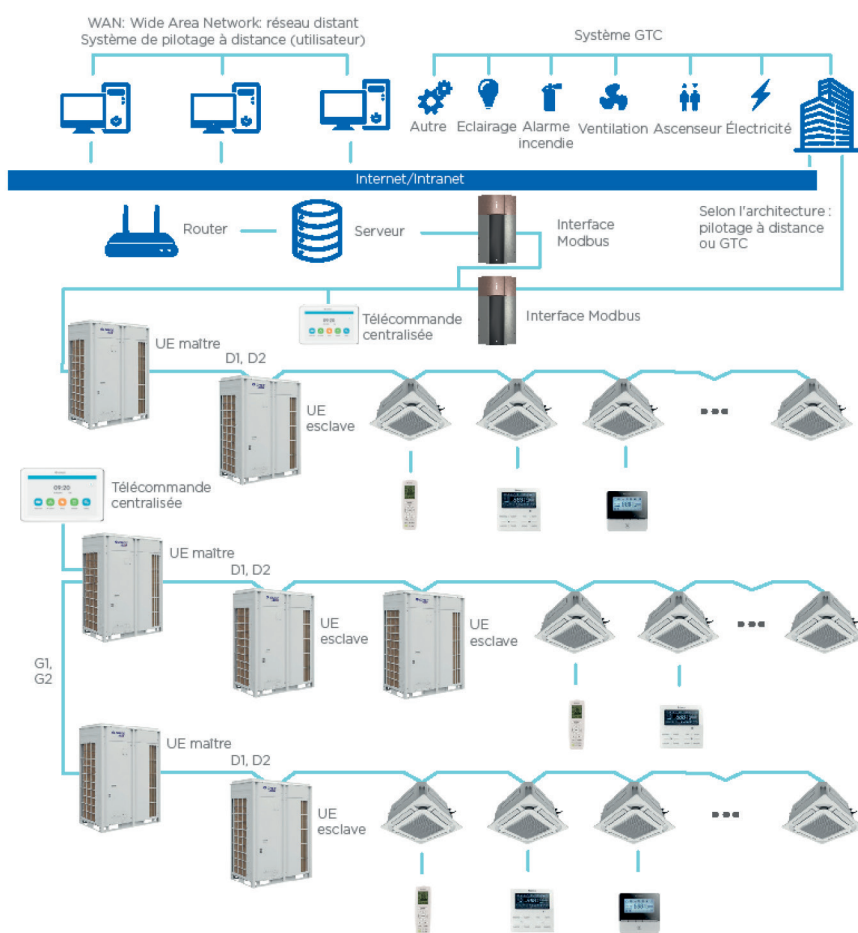 WAN: Wide Area Network: réseau distant
Système de pilotage à distance (utilisateur)
Système GTC
Autre
Eclairage
Alarme
incendie
Ventilation
Ascenseur
Électricité
Internet/Intranet
Router
Serveur
Interface
Modbus
Selon l'architecture :
pilotage à distance
ou GTC
Télécommande
centralisée
Interface Modbus
UE maître
D1, D2
UE
esclave
09:20
Télécommande
centralisée
UE maître
D1, D2
UE
esclave
UE
esclave
G1,
G2
UE maître
D1, D2
UE
esclave